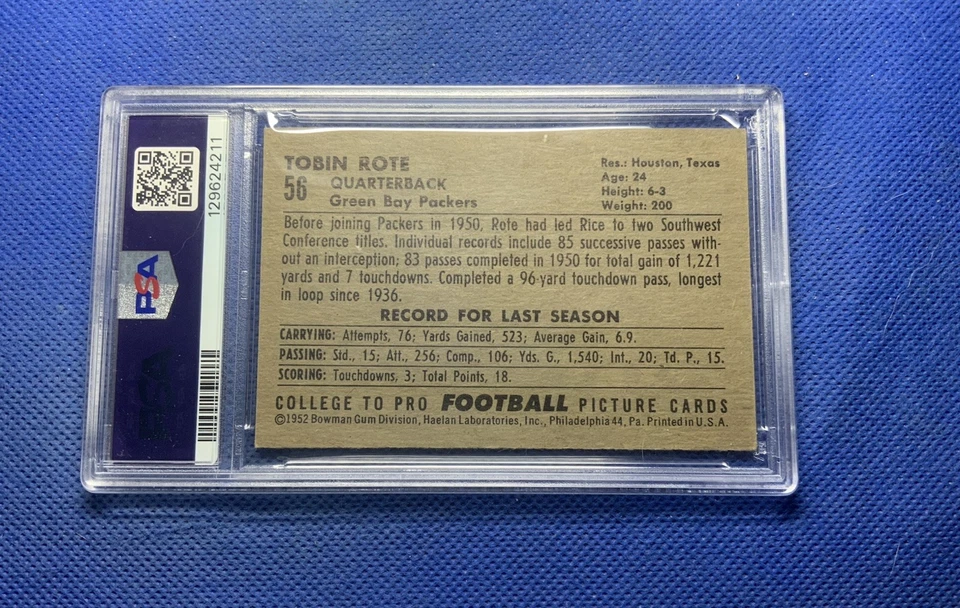 129624211
PSA
PSA
TOBIN ROTE
56 QUARTERBACK
Green Bay Packers
Res.: Houston, Texas
Age: 24
Height: 6-3
Weight: 200
Before joining Packers in 1950, Rote had led Rice to two Southwest
Conference titles. Individual records include 85 successive passes with-
out an interception; 83 passes completed in 1950 for total gain of 1,221
yards and 7 touchdowns. Completed a 96-yard touchdown pass, longest
in loop since 1936.
RECORD FOR LAST SEASON
CARRYING: Attempts, 76; Yards Gained, 523; Average Gain, 6.9.
PASSING: Std., 15; Att., 256; Comp., 106; Yds. G., 1,540; Int., 20; Td. P., 15.
SCORING: Touchdowns, 3; Total Points, 18.
COLLEGE TO PRO FOOTBALL PICTURE CARDS
©1952 Bowman Gum Division, Haelan Laboratories, Inc., Philadelphia 44, Pa. Printed in U.S.A.